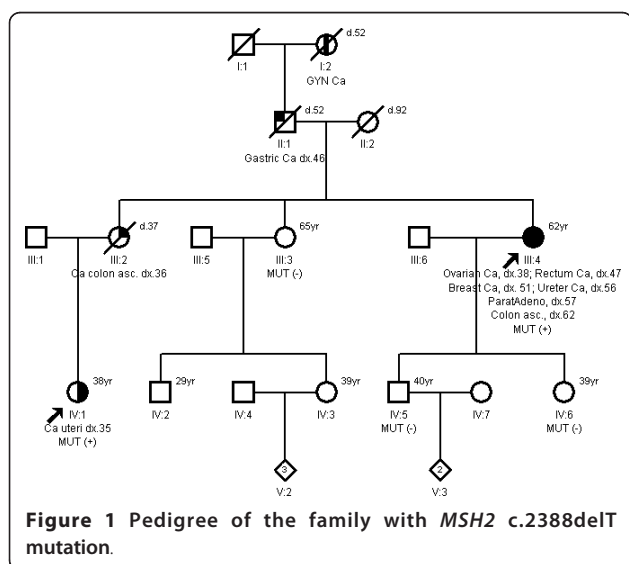 d.52
I:1
I:2
GYN Ca
d.52
d.92
II:1
II:2
Gastric Ca dx.46
d.37
65yr
62yr
III:1
III:2
III:5
III:3
III:6
III:4
Ca colon asc. dx.36
MUT (-)
Ovarian Ca, dx.38; Rectum Ca, dx.47
Breast Ca, dx. 51; Ureter Ca, dx.56
ParatAdeno, dx.57
Colon asc., dx.62
MUT (+)
38yr
29yr
39yr
40yr
39yr
IV:1
IV:2
IV:4
IV:3
IV:5
IV:7
IV:6
Ca uteri dx.35
MUT (+)
MUT (-)
MUT (-)
3
2
V:2
V:3
Figure 1 Pedigree of the family with MSH2 c.2388delT
mutation.